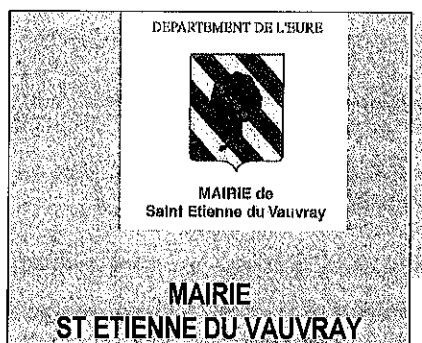 DEPARTEMENT DE L'EURE
MAIRIE de
Saint Etienne du Vauvray
MAIRIE
ST ETIENNE DU VAUVRAY